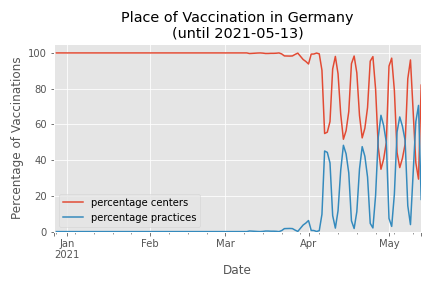 Place of Vaccination in Germany
(until 2021-05-13)
Percentage of Vaccinations
100
80
60
40
20
0
percentage centers
percentage practices
Jan Feb Mar Apr May
2021
Date